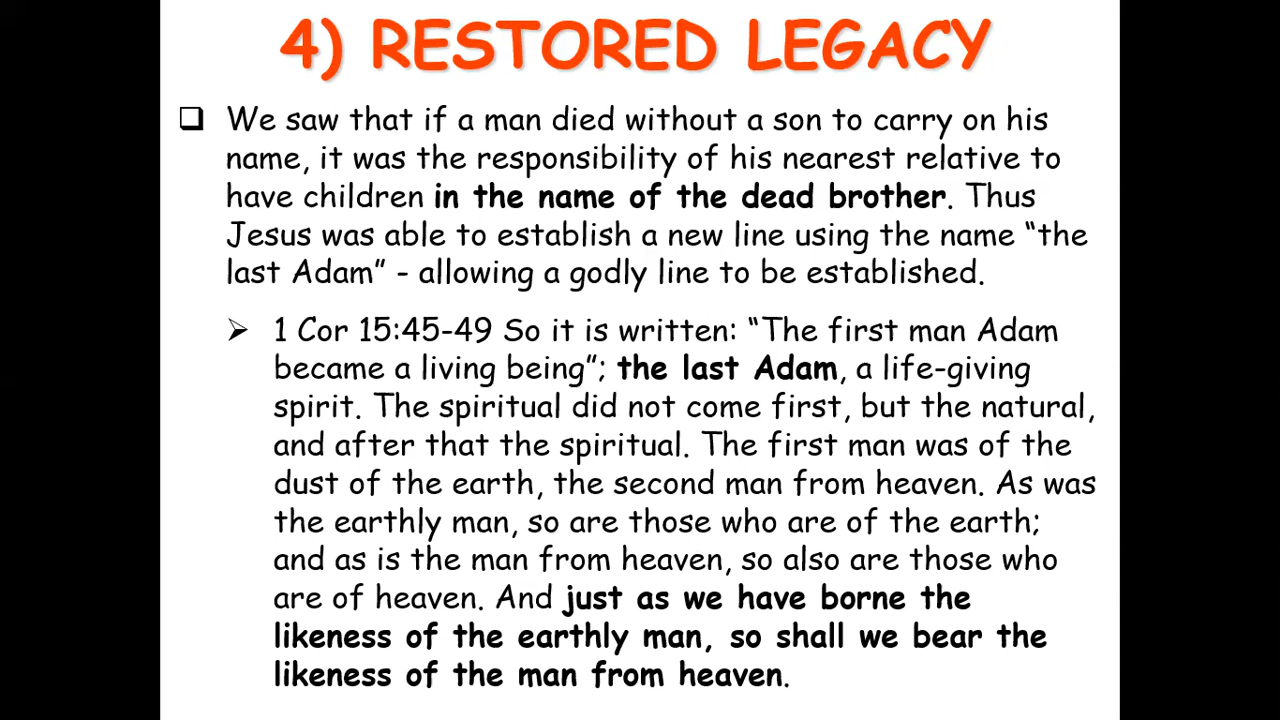 4) RESTORED LEGACY
We saw that if a man died without a son to carry on his
name, it was the responsibility of his nearest relative to
have children in the name of the dead brother. Thus
Jesus was able to establish a new line using the name “the
last Adam” - allowing a godly line to be established.
1 Cor 15:45-49 So it is written: “The first man Adam
became a living being”; the last Adam, a life-giving
spirit. The spiritual did not come first, but the natural,
and after that the spiritual. The first man was of the
dust of the earth, the second man from heaven. As was
the earthly man, so are those who are of the earth;
and as is the man from heaven, so also are those who
are of heaven. And just as we have borne the
likeness of the earthly man, so shall we bear the
likeness of the man from heaven.